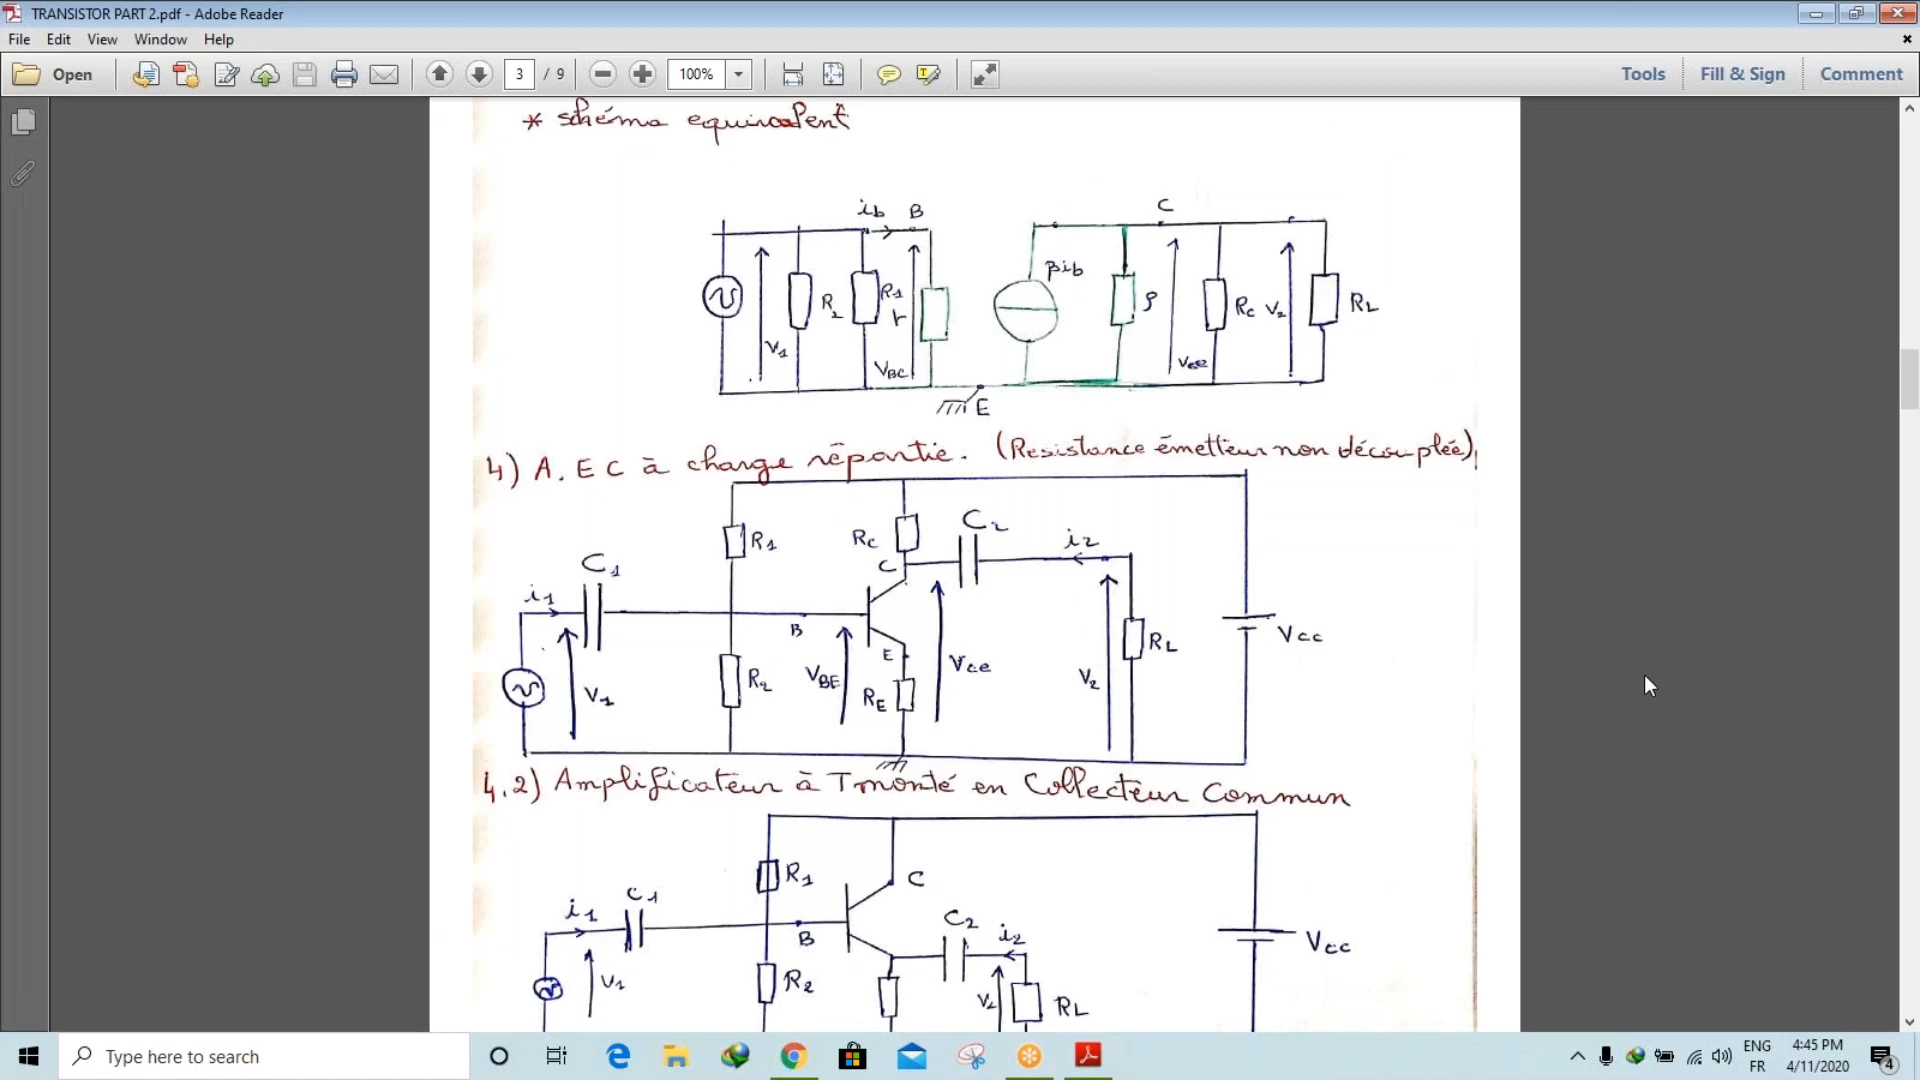 TRANSISTOR PART 2.pdf - Adobe Reader
File Edit View Window Help
Open 3 / 9 100% Tools Fill & Sign Comment
* schéma equivalent
ib B C
βib
R2 R1 r ρ Rc V2 RL
V1 VBC Vce
E
4) A. E C à charge répartie. (Resistance émetteur non découplée)
R1 Rc C2 i2
C1 C
i1
B E RL Vcc
V1 R2 VBE RE Vce V2
4.2) Amplificateur à T monté en Collecteur Commun
R1 C
i1 C1 C2 i2
B Vcc
V1 R2 V2 RL
Type here to search
ENG 4:45 PM
FR 4/11/2020
4